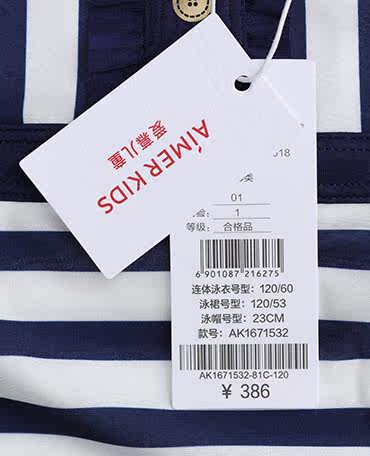 AIMER KIDS
爱慕儿童
018
类
01
1
等级: 合格品
6 901087 216275
连体泳衣号型: 120/60
泳裙号型: 120/53
泳帽号型: 23CM
款号: AK1671532
AK1671532-81C-120
¥ 386